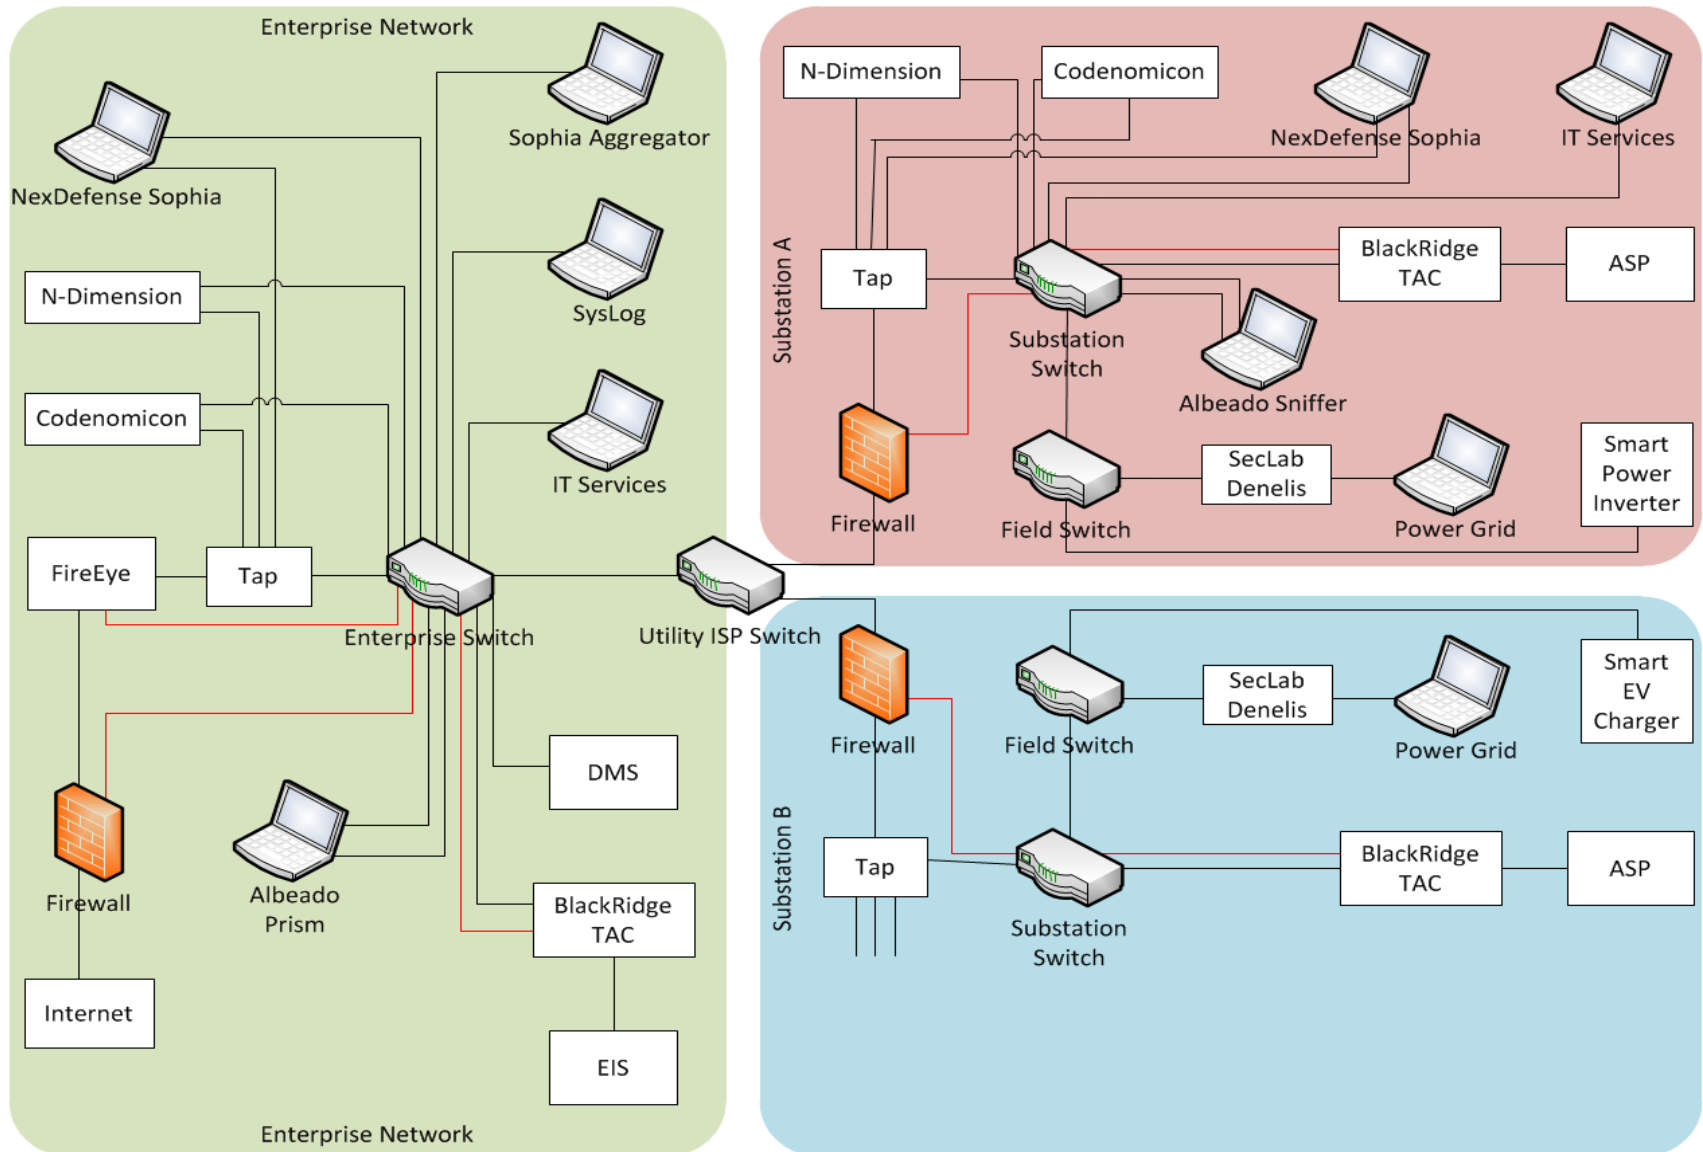 Enterprise Network
Sophia Aggregator
NexDefense Sophia
N-Dimension
SysLog
Codenomicon
IT Services
FireEye
Tap
Enterprise Switch
Utility ISP Switch
DMS
Firewall
Albeado
Prism
BlackRidge
TAC
Internet
EIS
Enterprise Network
Substation A
N-Dimension
Codenomicon
NexDefense Sophia
IT Services
Tap
BlackRidge
TAC
ASP
Substation
Switch
Albeado Sniffer
Firewall
Field Switch
SecLab
Denelis
Power Grid
Smart
Power
Inverter
Substation B
Firewall
Field Switch
SecLab
Denelis
Power Grid
Smart
EV
Charger
Tap
Substation
Switch
BlackRidge
TAC
ASP